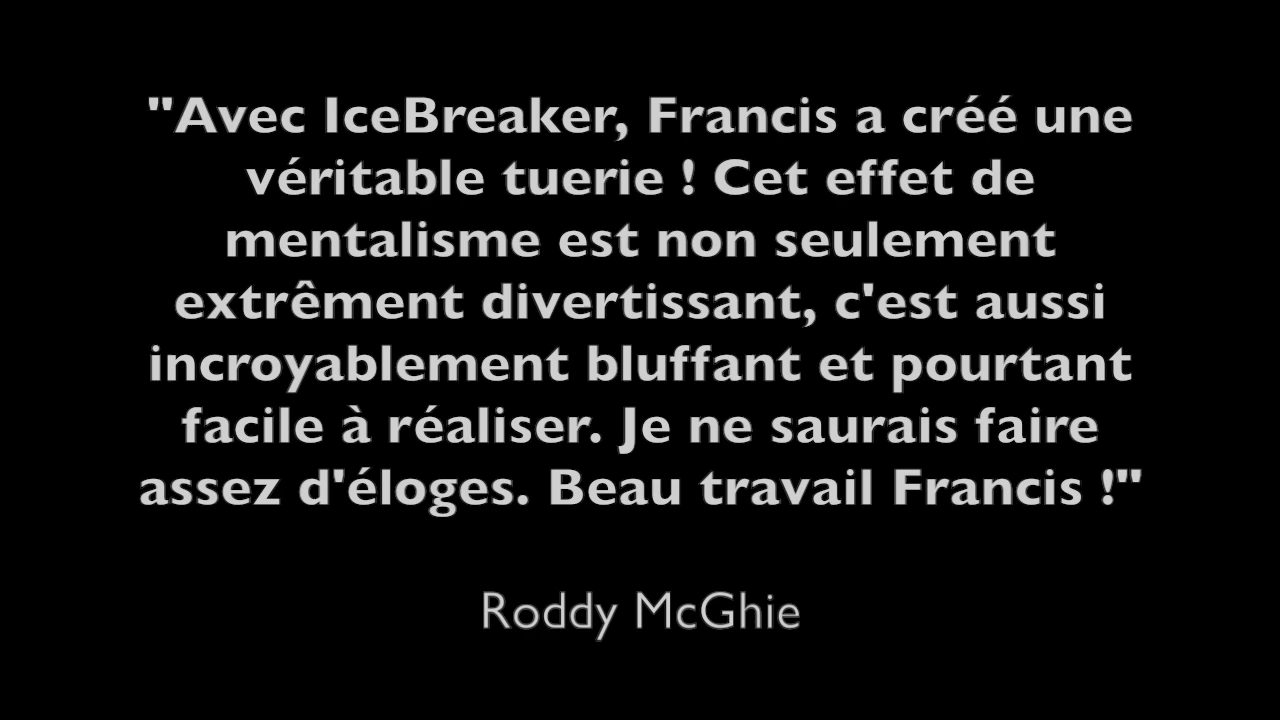 "Avec IceBreaker, Francis a créé une
véritable tuerie ! Cet effet de
mentalisme est non seulement
extrêment divertissant, c'est aussi
incroyablement bluffant et pourtant
facile à réaliser. Je ne saurais faire
assez d'éloges. Beau travail Francis !"
Roddy McGhie